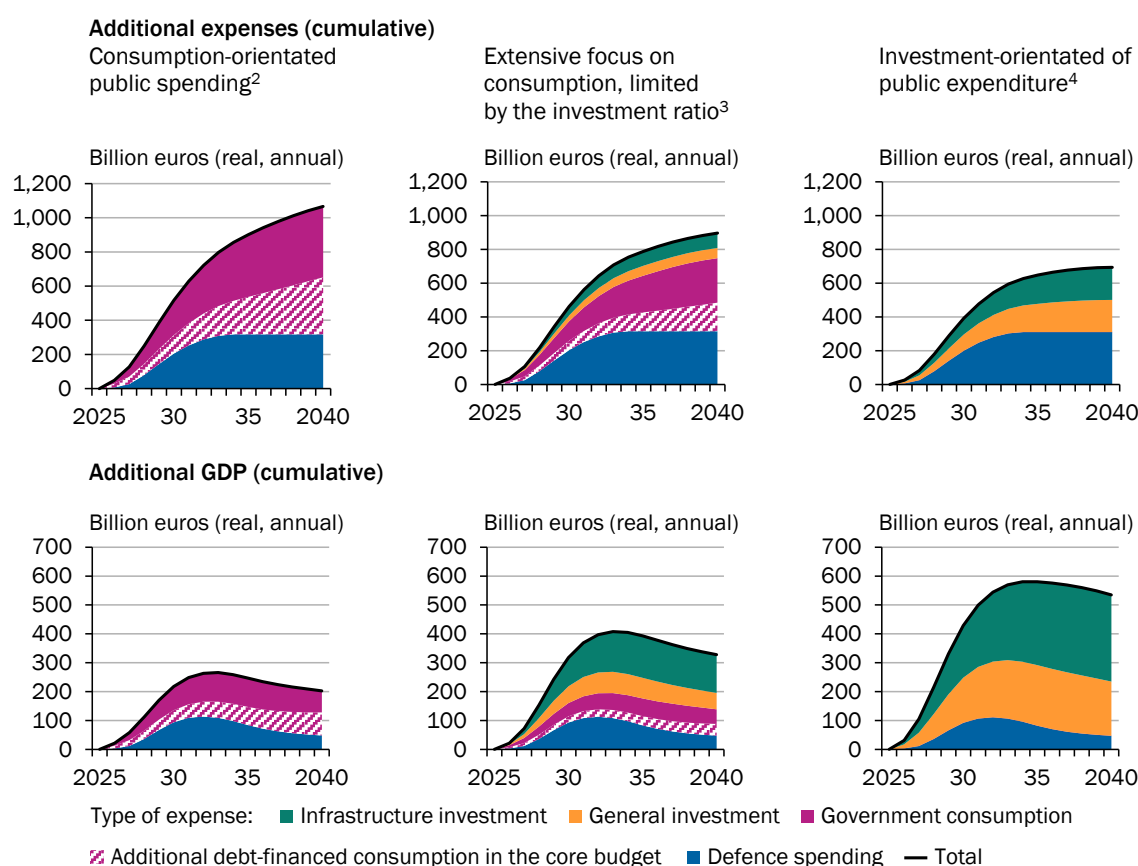 Additional expenses (cumulative)
Consumption-orientated
public spending2
Extensive focus on
consumption, limited
by the investment ratio3
Investment-orientated of
public expenditure4
Billion euros (real, annual)
1,200
1,000
800
600
400
200
0
2025 30 35 2040
Billion euros (real, annual)
1,200
1,000
800
600
400
200
0
2025 30 35 2040
Billion euros (real, annual)
1,200
1,000
800
600
400
200
0
2025 30 35 2040
Additional GDP (cumulative)
Billion euros (real, annual)
700
600
500
400
300
200
100
0
2025 30 35 2040
Billion euros (real, annual)
700
600
500
400
300
200
100
0
2025 30 35 2040
Billion euros (real, annual)
700
600
500
400
300
200
100
0
2025 30 35 2040
Type of expense: Infrastructure investment General investment Government consumption
Additional debt-financed consumption in the core budget Defence spending Total